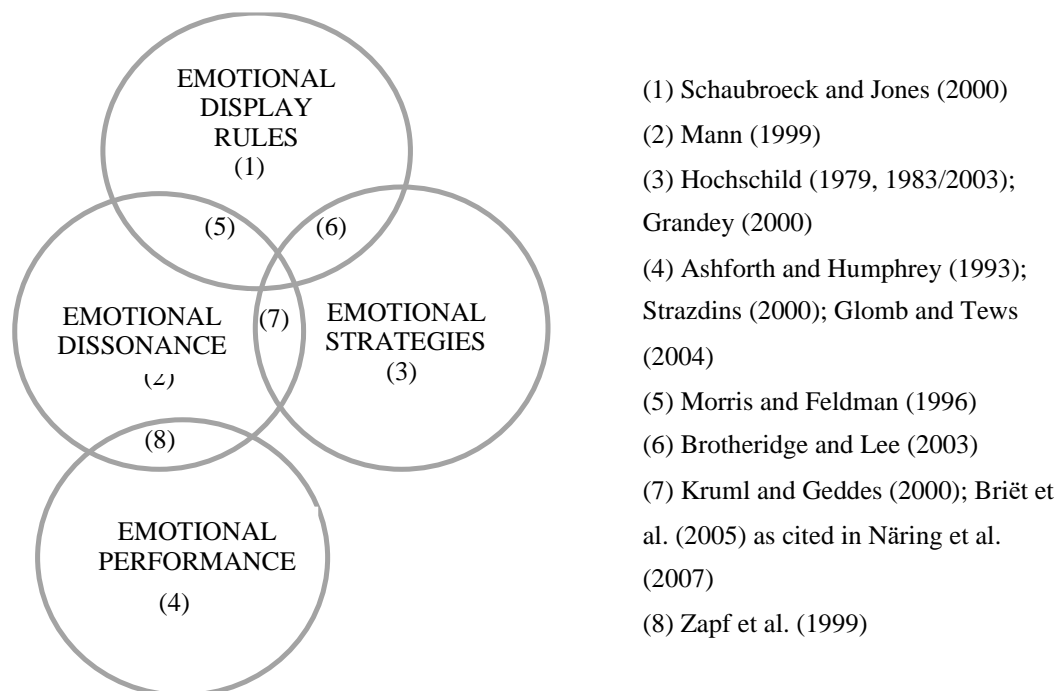 EMOTIONAL
DISPLAY
RULES
(1)
(5)
(6)
EMOTIONAL
DISSONANCE
(2)
(7)
EMOTIONAL
STRATEGIES
(3)
(8)
EMOTIONAL
PERFORMANCE
(4)
(1) Schaubroeck and Jones (2000)
(2) Mann (1999)
(3) Hochschild (1979, 1983/2003);
Grandey (2000)
(4) Ashforth and Humphrey (1993);
Strazdins (2000); Glomb and Tews
(2004)
(5) Morris and Feldman (1996)
(6) Brotheridge and Lee (2003)
(7) Kruml and Geddes (2000); Briët et
al. (2005) as cited in Näring et al.
(2007)
(8) Zapf et al. (1999)